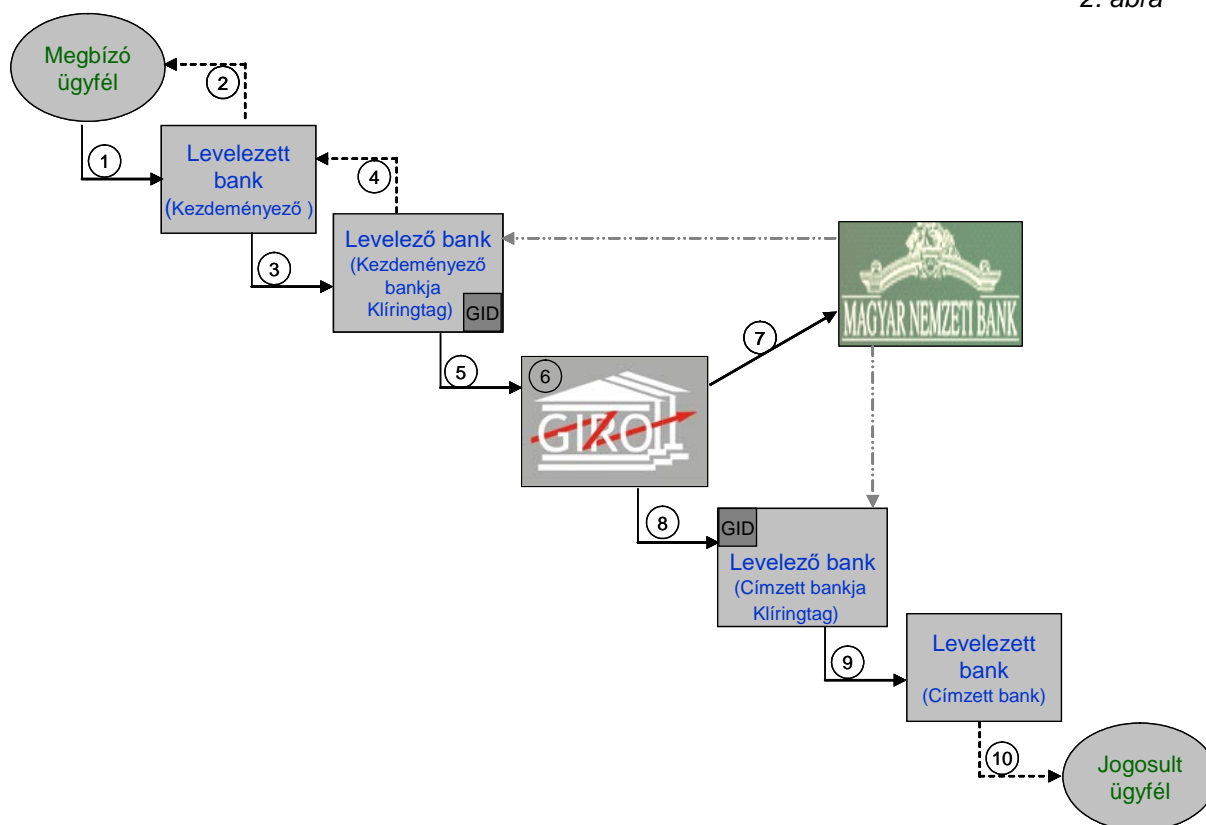 2. ábra
Megbízó
ügyfél
2
1
Levelezett
bank
(Kezdeményező )
4
3
Levelező bank
(Kezdeményező
bankja
Klíringtag)
GID
MAGYAR NEMZETI BANK
7
5
6
GIRO
8
GID
Levelező bank
(Címzett bankja
Klíringtag)
9
Levelezett
bank
(Címzett bank)
10
Jogosult
ügyfél